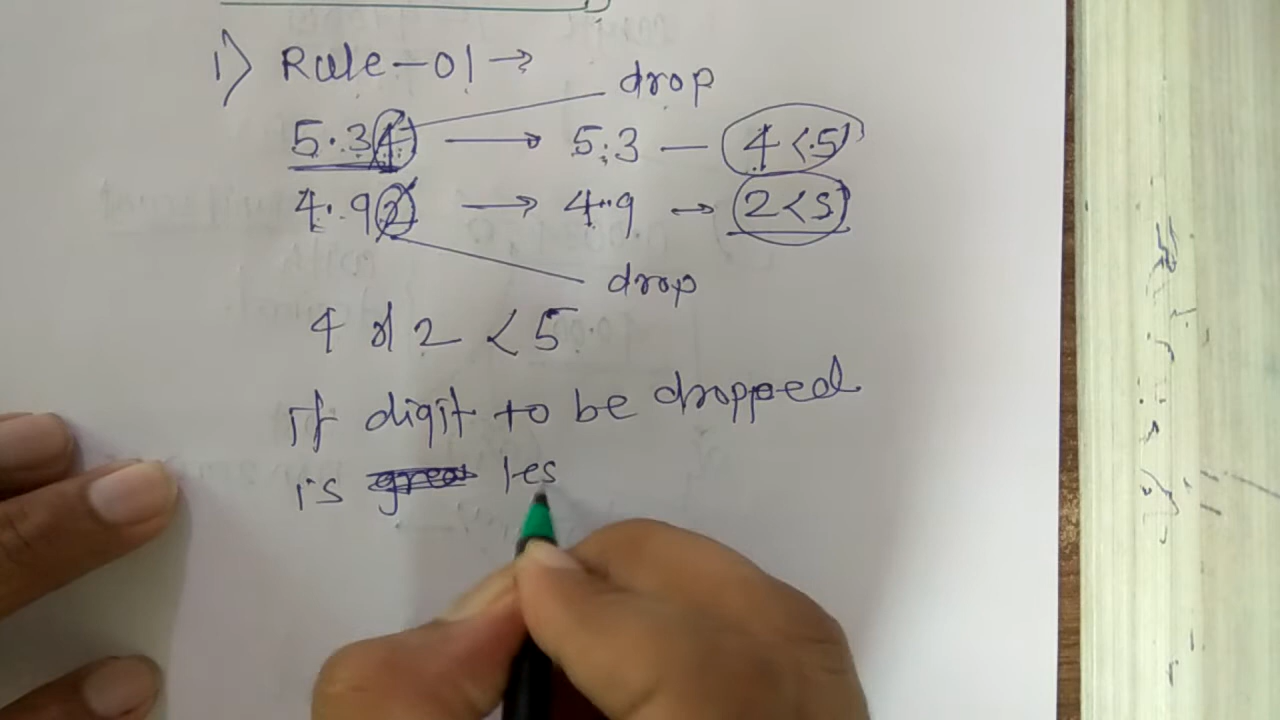 1) Rule-01 →
drop
5.34 → 5.3 — 4<5
4.92 → 4.9 → 2<5
drop
4 & 2 < 5
if digit to be dropped
is les